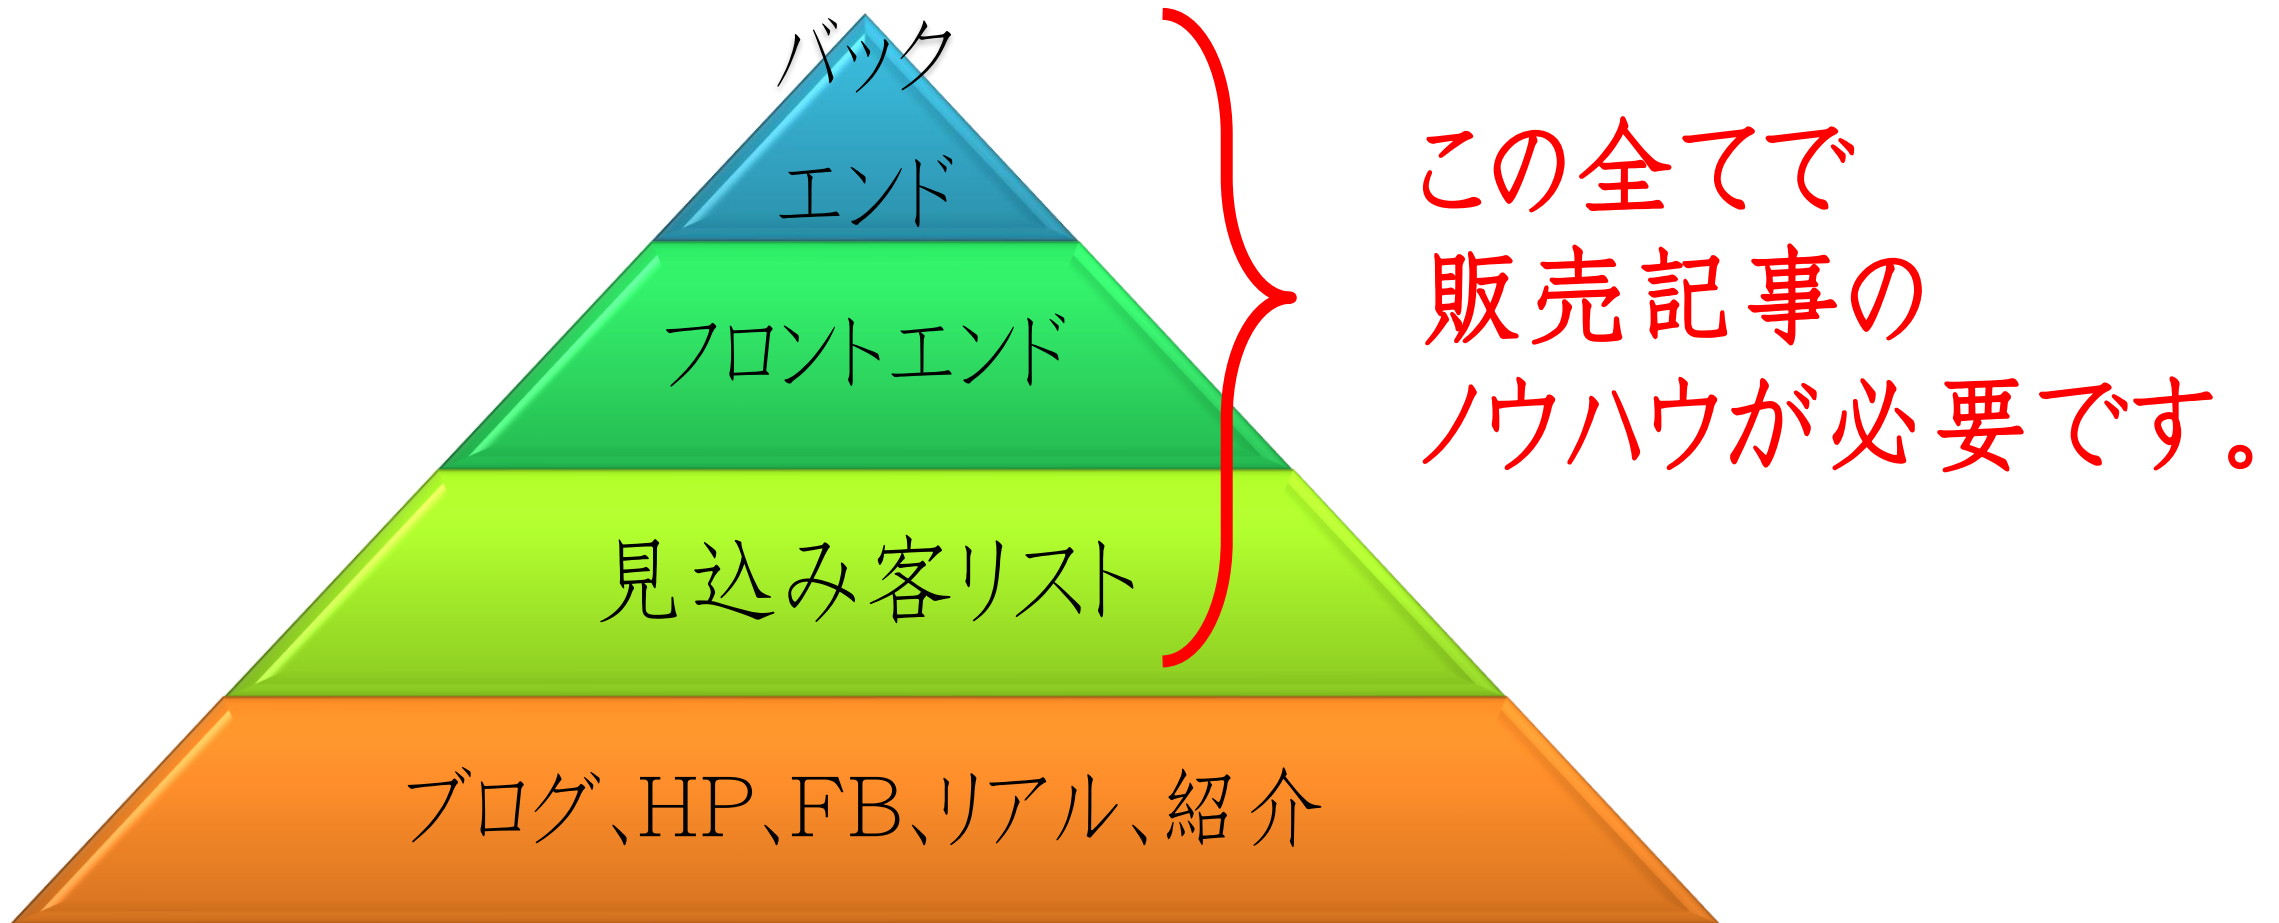 バック
エンド
フロントエンド
見込み客リスト
ブログ、HP、FB、リアル、紹介
この全てで
販売記事の
ノウハウが必要です。